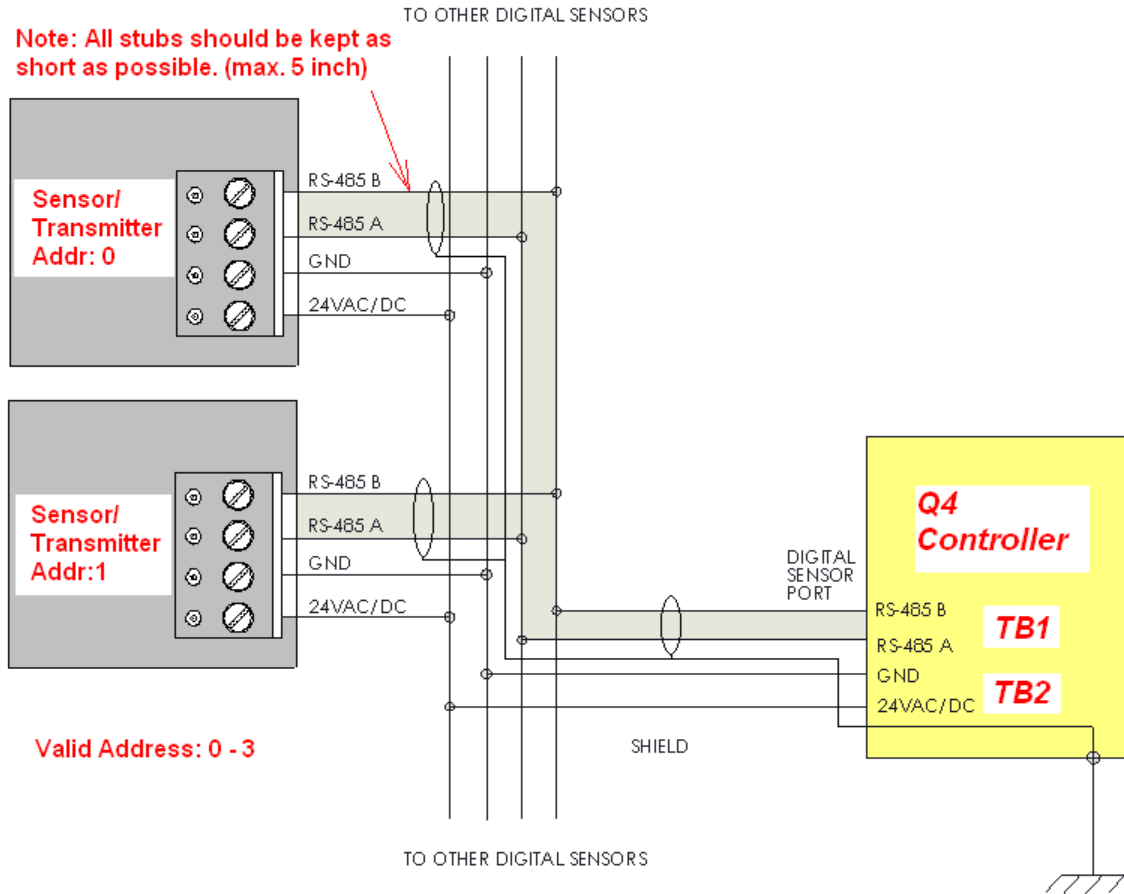 TO OTHER DIGITAL SENSORS
Note: All stubs should be kept as
short as possible. (max. 5 inch)
Sensor/
Transmitter
Addr: 0
RS-485 B
RS-485 A
GND
24VAC/DC
Sensor/
Transmitter
Addr:1
RS-485 B
RS-485 A
GND
24VAC/DC
Q4
Controller
DIGITAL
SENSOR
PORT
RS-485 B
TB1
RS-485 A
GND
TB2
24VAC/DC
Valid Address: 0 - 3
SHIELD
TO OTHER DIGITAL SENSORS